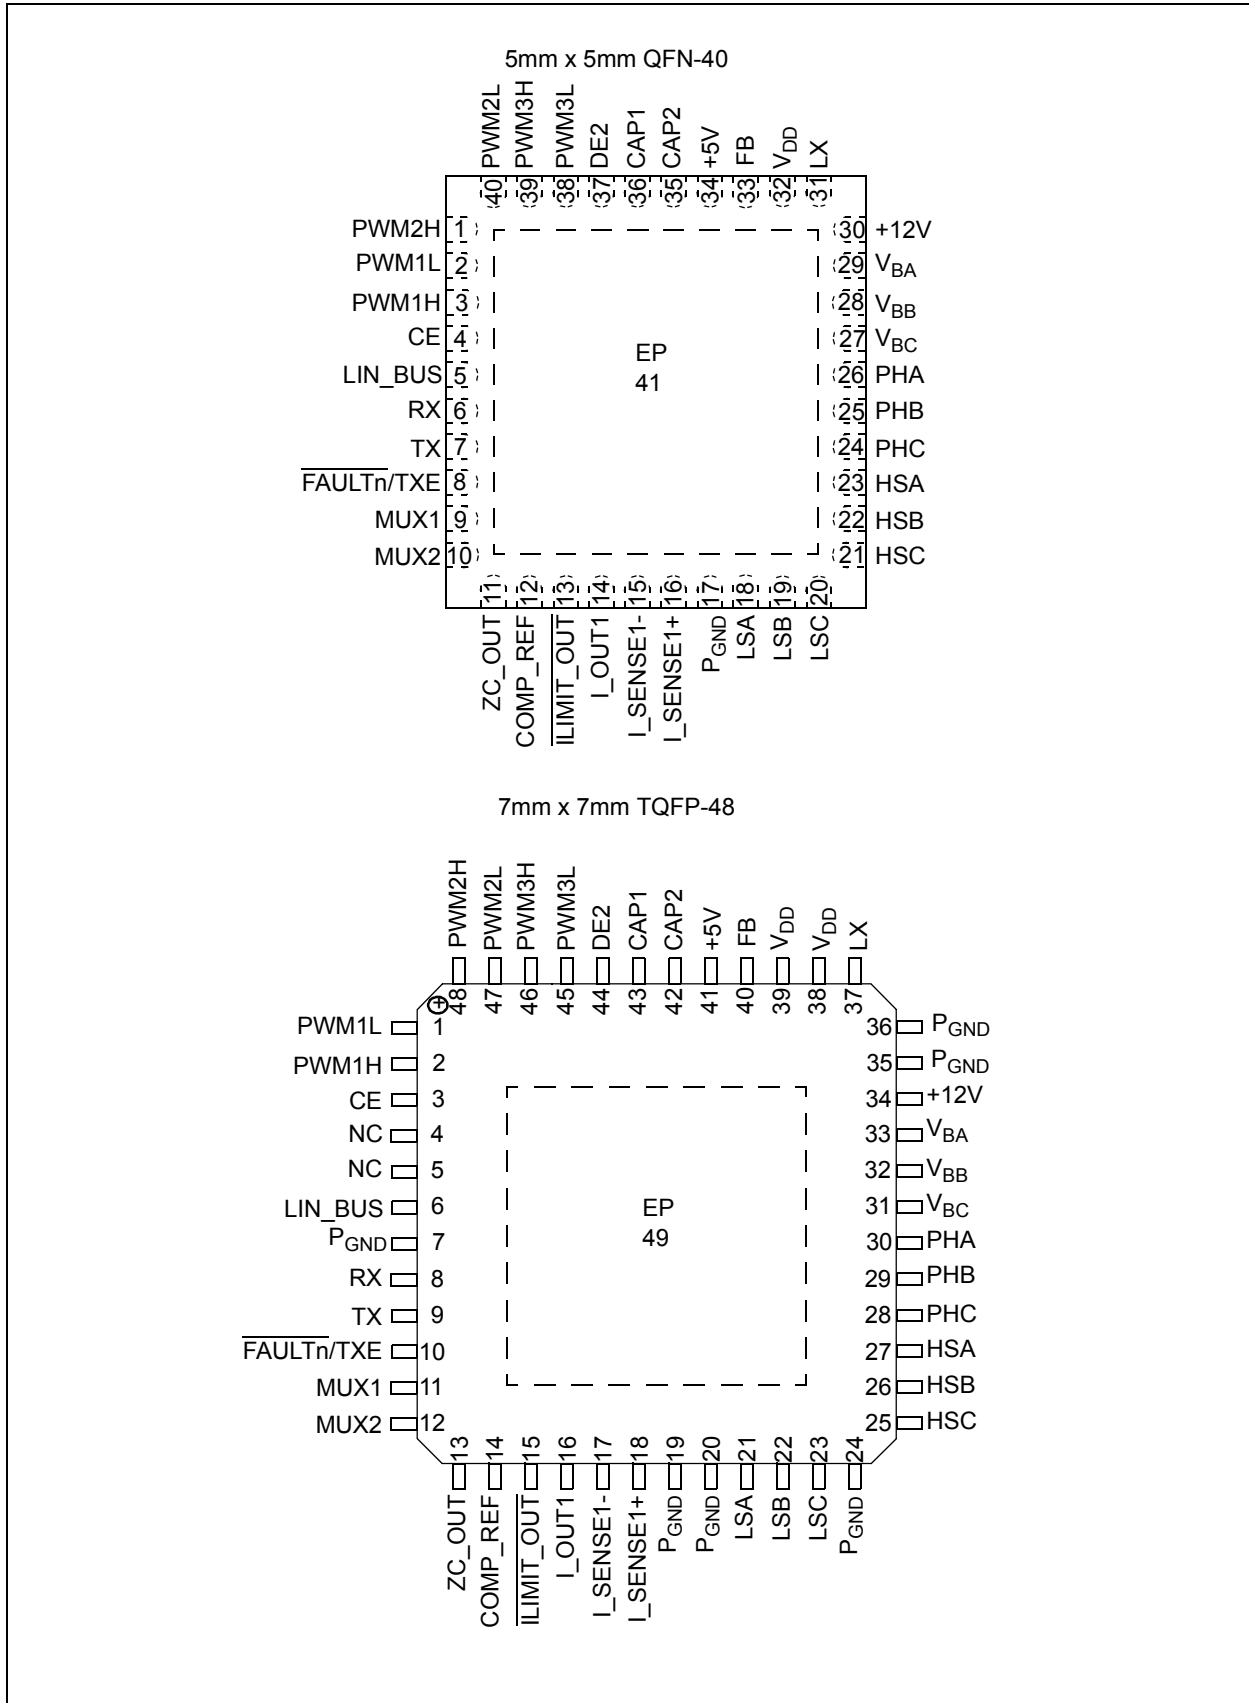 5mm x 5mm QFN-40
PWM2L
PWM3H
PWM3L
DE2
CAP1
CAP2
+5V
FB
VDD
LX
40
39
38
37
36
35
34
33
32
31
PWM2H 1
PWM1L 2
PWM1H 3
CE 4
LIN_BUS 5
RX 6
TX 7
FAULTn/TXE 8
MUX1 9
MUX2 10
EP
41
30 +12V
29 VBA
28 VBB
27 VBC
26 PHA
25 PHB
24 PHC
23 HSA
22 HSB
21 HSC
11
12
13
14
15
16
17
18
19
20
ZC_OUT
COMP_REF
ILIMIT_OUT
I_OUT1
I_SENSE1-
I_SENSE1+
PGND
LSA
LSB
LSC
7mm x 7mm TQFP-48
PWM2H
PWM2L
PWM3H
PWM3L
DE2
CAP1
CAP2
+5V
FB
VDD
VDD
LX
48
47
46
45
44
43
42
41
40
39
38
37
PWM1L 1
PWM1H 2
CE 3
NC 4
NC 5
LIN_BUS 6
PGND 7
RX 8
TX 9
FAULTn/TXE 10
MUX1 11
MUX2 12
EP
49
36 PGND
35 PGND
34 +12V
33 VBA
32 VBB
31 VBC
30 PHA
29 PHB
28 PHC
27 HSA
26 HSB
25 HSC
13
14
15
16
17
18
19
20
21
22
23
24
ZC_OUT
COMP_REF
ILIMIT_OUT
I_OUT1
I_SENSE1-
I_SENSE1+
PGND
PGND
LSA
LSB
LSC
PGND